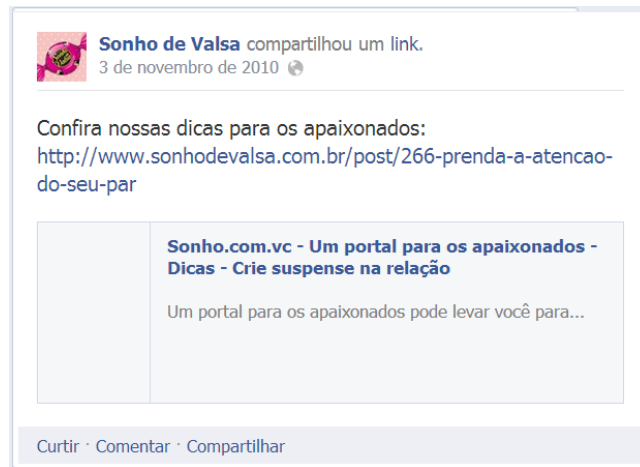 Sonho de Valsa compartilhou um link.
3 de novembro de 2010
Confira nossas dicas para os apaixonados:
http://www.sonhodevalsa.com.br/post/266-prenda-a-atencao-
do-seu-par
Sonho.com.vc - Um portal para os apaixonados -
Dicas - Crie suspense na relação
Um portal para os apaixonados pode levar você para...
Curtir · Comentar · Compartilhar